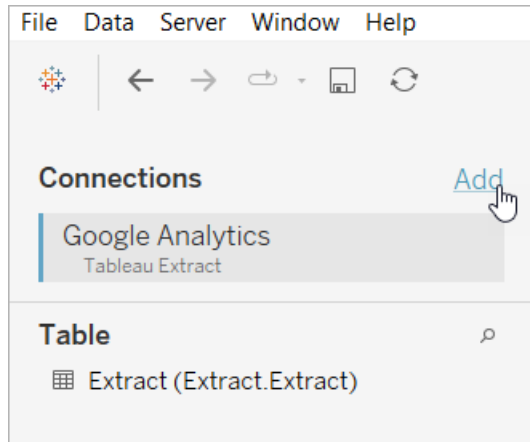 File Data Server Window Help
Connections Add
Google Analytics
Tableau Extract
Table
Extract (Extract.Extract)